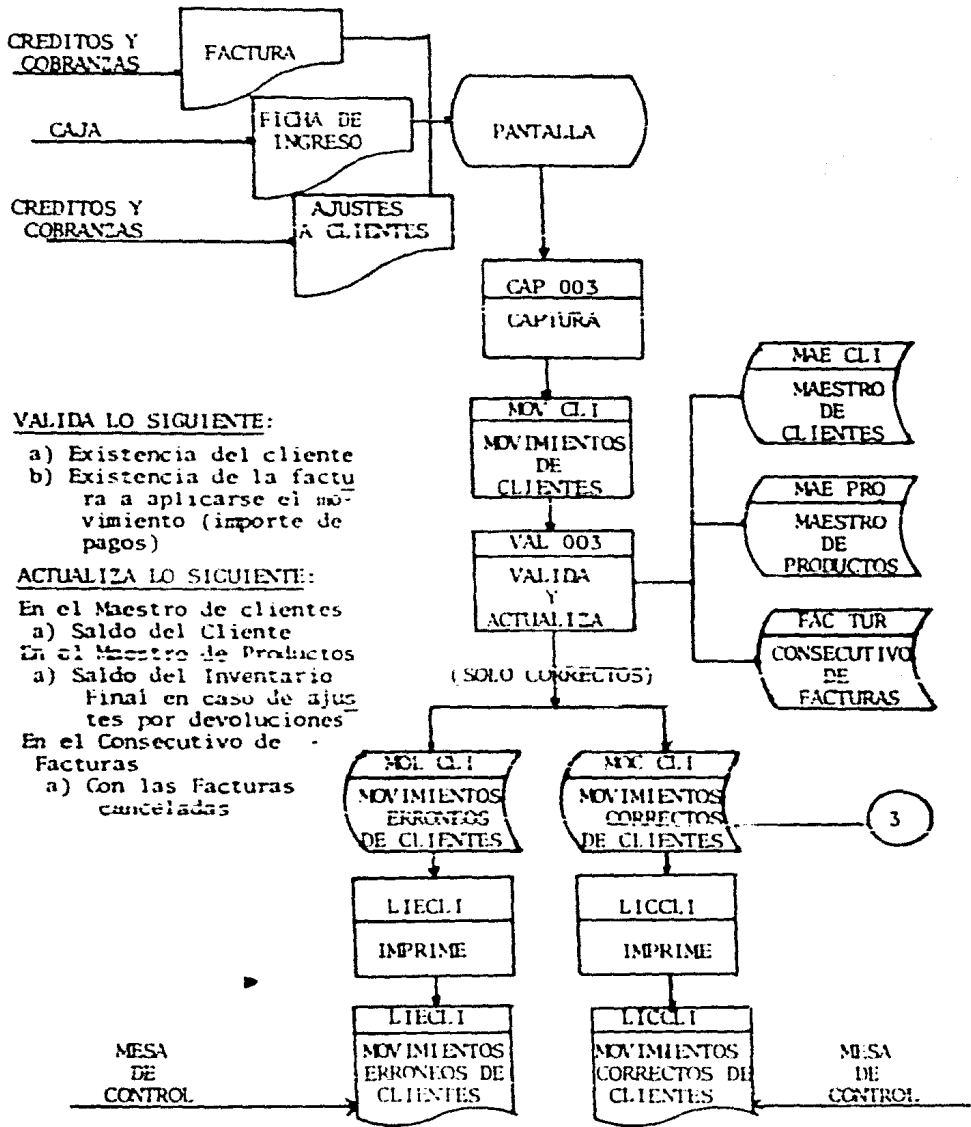 CREDITOS Y
COBRANZAS
FACTURA
CAJA
FICHA DE
INGRESO
PANTALLA
CREDITOS Y
COBRANZAS
AJUSTES
A CLIENTES
CAP 003
CAPTURA
MOV CLI
MOVIMIENTOS
DE
CLIENTES
VAL 003
VALIDA
Y
ACTUALIZA
MAE CLI
MAESTRO
DE
CLIENTES
MAE PRO
MAESTRO
DE
PRODUCTOS
FAC TUR
CONSECUTIVO
DE
FACTURAS
VALIDA LO SIGUIENTE:
a) Existencia del cliente
b) Existencia de la factu
ra a aplicarse el mo-
vimiento (importe de
pagos)
ACTUALIZA LO SIGUIENTE:
En el Maestro de clientes
a) Saldo del Cliente
En el Maestro de Productos
a) Saldo del Inventario
Final en caso de ajus
tes por devoluciones
En el Consecutivo de -
Facturas
a) Con las Facturas
canceladas
(SOLO CORRECTOS)
CLI
MOVIMIENTOS
ERRONEOS
DE CLIENTES
MOC CLI
MOVIMIENTOS
CORRECTOS
DE CLIENTES
3
LIECLI
IMPRIME
LICCLI
IMPRIME
LIECLI
MOVIMIENTOS
ERRONEOS DE
CLIENTES
LICCLI
MOVIMIENTOS
CORRECTOS DE
CLIENTES
MESA
DE
CONTROL
MESA
DE
CONTROL